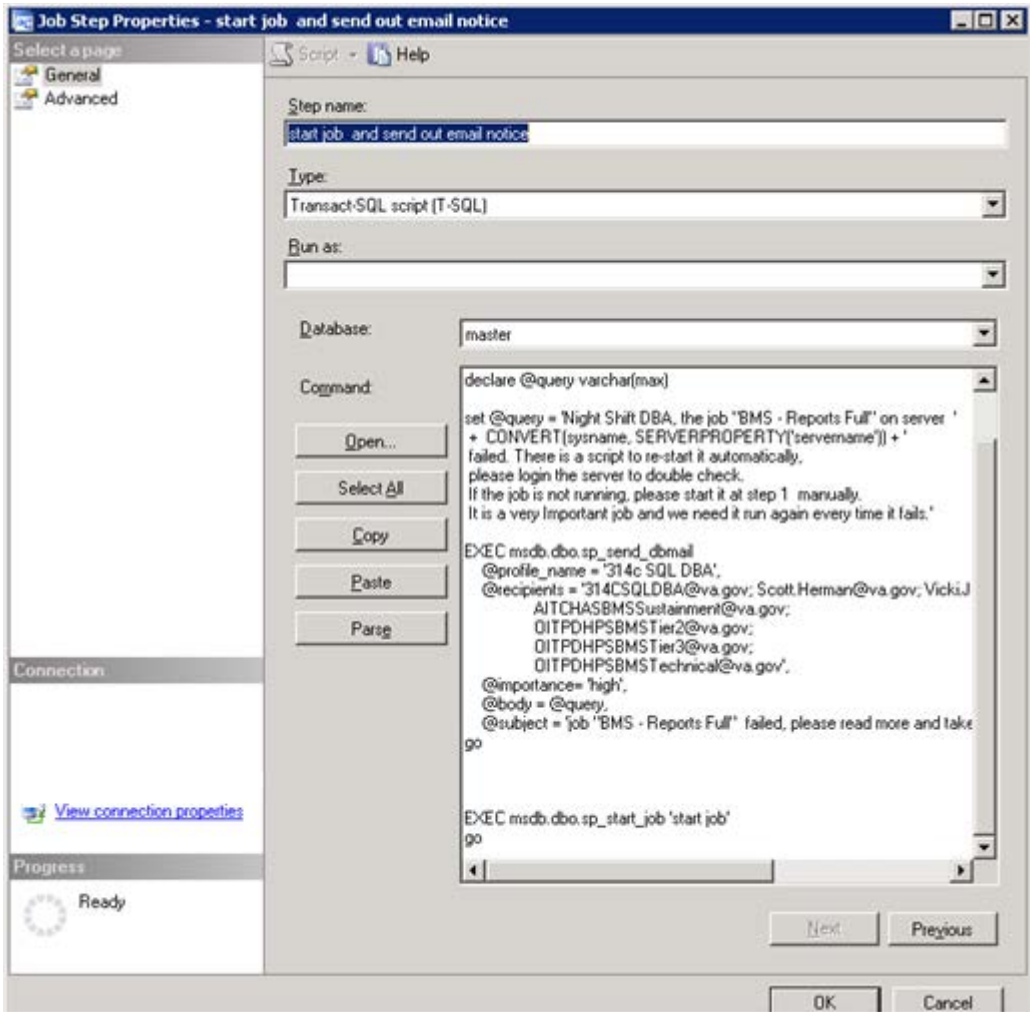 Job Step Properties - start job  and send out email notice
Select a page
General
Advanced
Script
Help
Step name:
start job  and send out email notice
Type:
Transact-SQL script (T-SQL)
Run as:
Database:
master
Command:
Open...
Select All
Copy
Paste
Parse
declare @query varchar(max)
set @query = 'Night Shift DBA, the job "BMS - Reports Full" on server  '
+  CONVERT(sysname, SERVERPROPERTY('servername')) + '
failed. There is a script to re-start it automatically,
please login the server to double check.
If the job is not running, please start it at step 1  manually.
It is a very Important job and we need it run again every time it fails.'
EXEC msdb.dbo.sp_send_dbmail
@profile_name = '314c SQL DBA',
@recipients = '314CSQLDBA@va.gov; Scott.Herman@va.gov; Vicki.J
AITCHASBMSSustainment@va.gov;
OITPDHPSBMSTier2@va.gov;
OITPDHPSBMSTier3@va.gov;
OITPDHPSBMSTechnical@va.gov',
@importance= 'high',
@body = @query,
@subject = 'job "BMS - Reports Full"  failed, please read more and take
go
EXEC msdb.dbo.sp_start_job 'start job'
go
Connection
View connection properties
Progress
Ready
Next
Previous
OK
Cancel